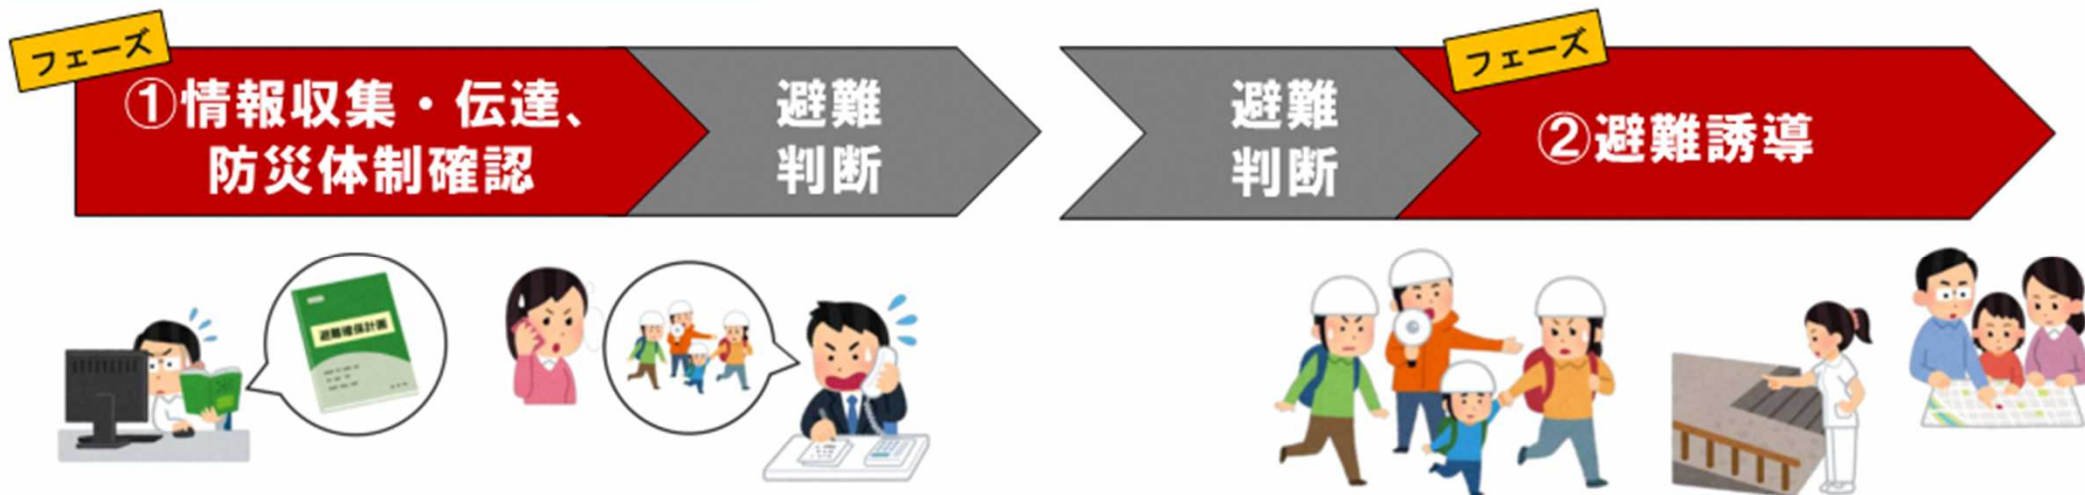 フェーズ
①情報収集・伝達、
防災体制確認
避難
判断
避難
判断
フェーズ
②避難誘導
避難確保計画